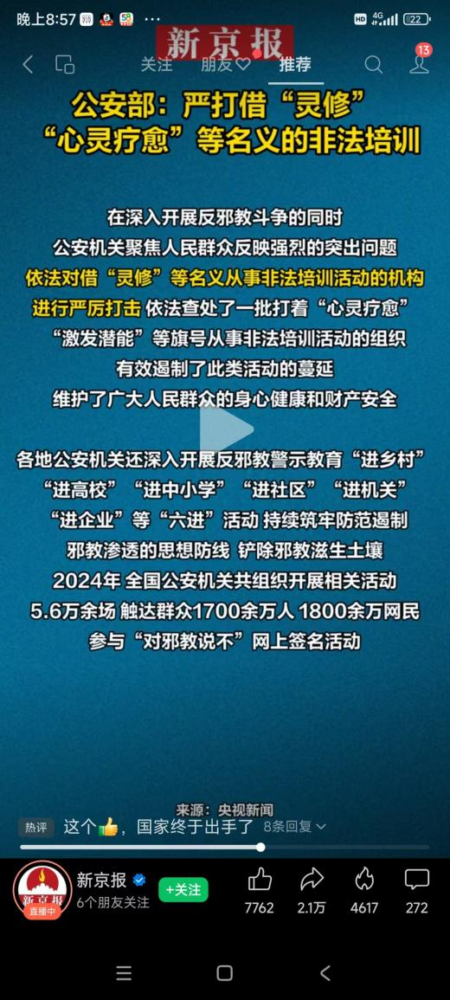 晚上8:57
HD 4G 22
新京报
关注 朋友♡ 推荐 13
公安部：严打借“灵修”
“心灵疗愈”等名义的非法培训
在深入开展反邪教斗争的同时
公安机关聚焦人民群众反映强烈的突出问题
依法对借“灵修”等名义从事非法培训活动的机构
进行严厉打击 依法查处了一批打着“心灵疗愈”
“激发潜能”等旗号从事非法培训活动的组织
有效遏制了此类活动的蔓延
维护了广大人民群众的身心健康和财产安全
各地公安机关还深入开展反邪教警示教育“进乡村”
“进高校”“进中小学”“进社区”“进机关”
“进企业”等“六进”活动 持续筑牢防范遏制
邪教渗透的思想防线 铲除邪教滋生土壤
2024年 全国公安机关共组织开展相关活动
5.6万余场 触达群众1700余万人 1800余万网民
参与“对邪教说不”网上签名活动
来源：央视新闻
热评 这个👍，国家终于出手了 8条回复
新京报
+关注
6个朋友关注
新京报
直播中
7762 2.1万 4617 272